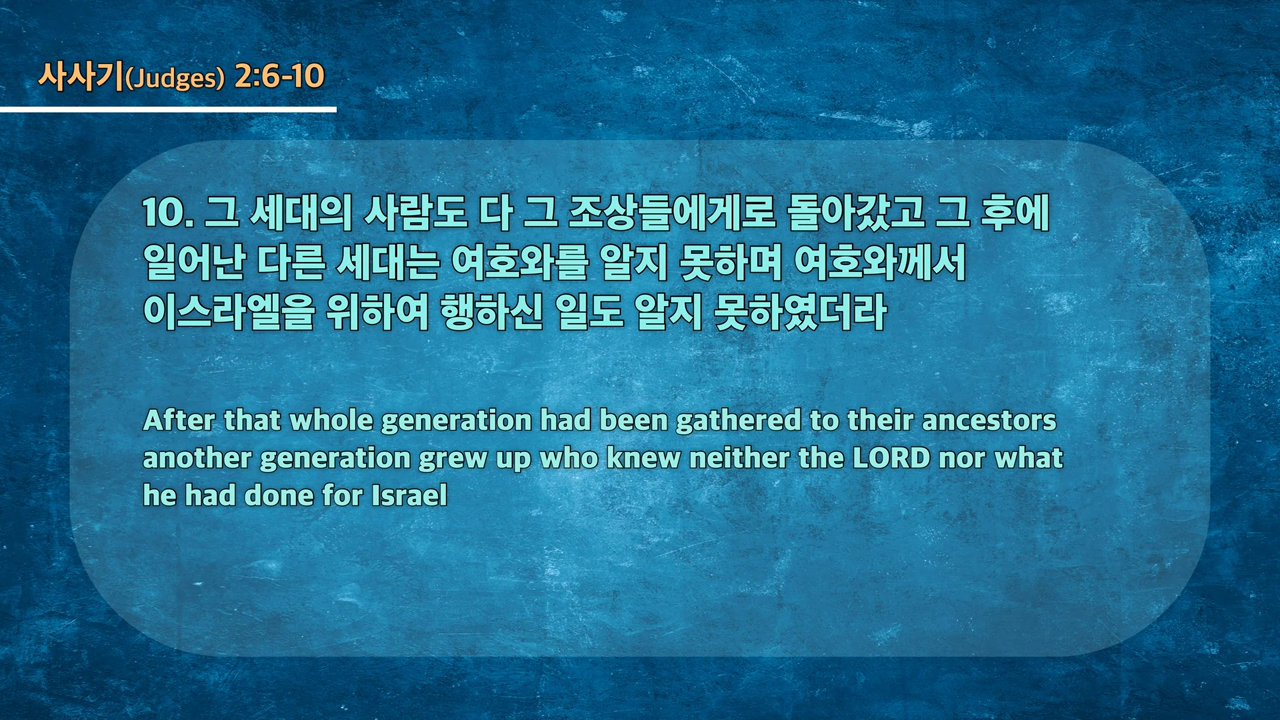 사사기(Judges) 2:6-10
10. 그 세대의 사람도 다 그 조상들에게로 돌아갔고 그 후에
일어난 다른 세대는 여호와를 알지 못하며 여호와께서
이스라엘을 위하여 행하신 일도 알지 못하였더라
After that whole generation had been gathered to their ancestors
another generation grew up who knew neither the LORD nor what
he had done for Israel